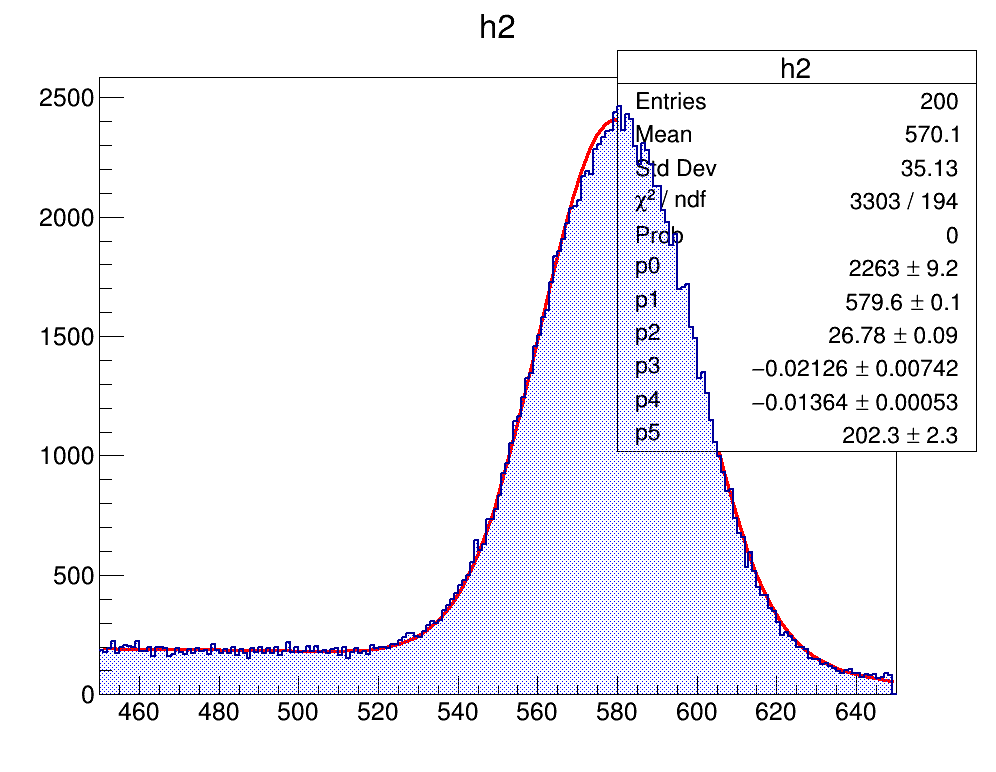 h2
h2
Entries 200
Mean 570.1
Std Dev 35.13
χ² / ndf 3303 / 194
Prob 0
p0 2263 ± 9.2
p1 579.6 ± 0.1
p2 26.78 ± 0.09
p3 −0.02126 ± 0.00742
p4 −0.01364 ± 0.00053
p5 202.3 ± 2.3
2500
2000
1500
1000
500
0
460 480 500 520 540 560 580 600 620 640